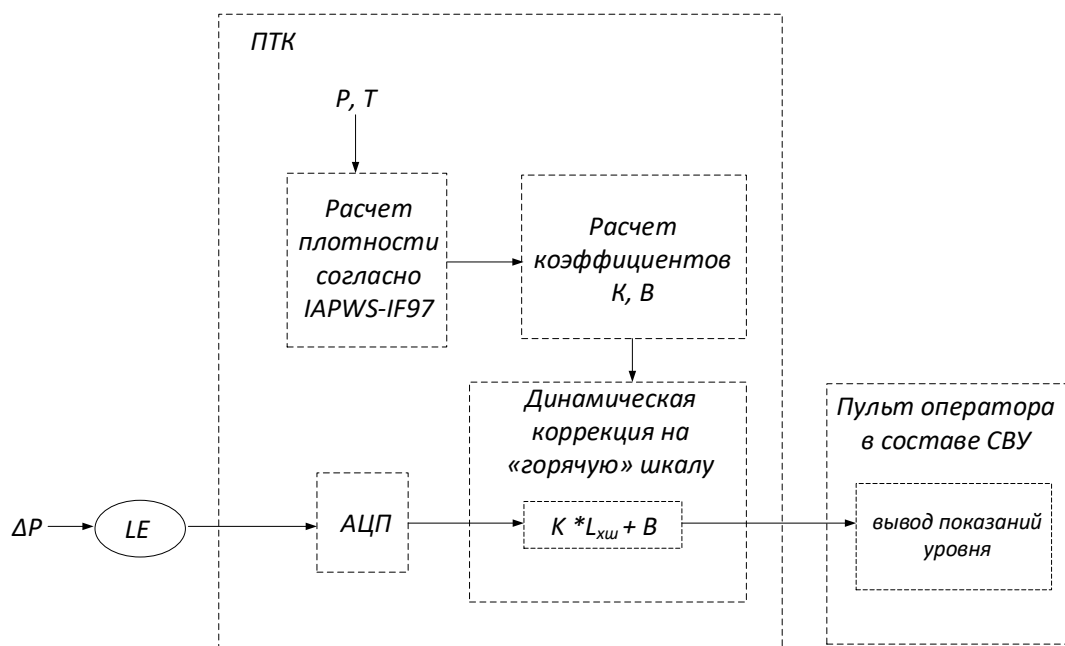 ПТК
P, T
Расчет
плотности
согласно
IAPWS-IF97
Расчет
коэффициентов
К, В
Динамическая
коррекция на
«горячую» шкалу
K *Lхш + B
Пульт оператора
в составе СВУ
вывод показаний
уровня
ΔP
LE
АЦП